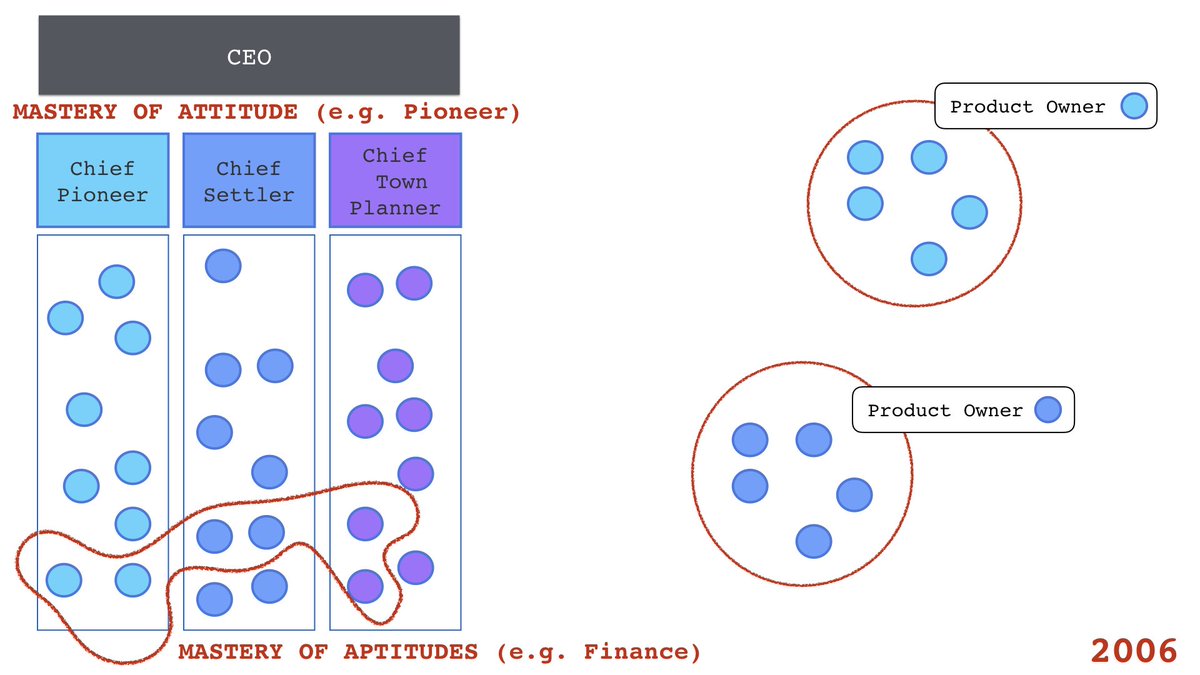 CEO
MASTERY OF ATTITUDE (e.g. Pioneer)
Chief
Pioneer
Chief
Settler
Chief
Town
Planner
Product Owner
Product Owner
MASTERY OF APTITUDES (e.g. Finance)
2006